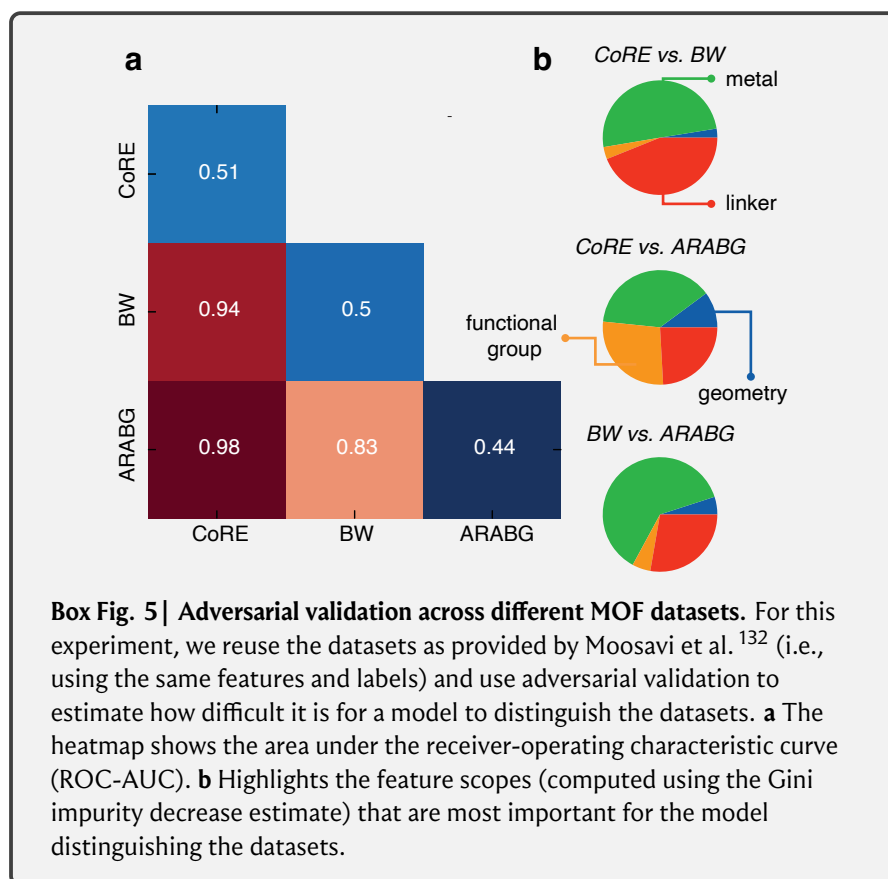 a
b
CoRE vs. BW
metal
linker
CoRE
0.51
BW
0.94
0.5
ARABG
0.98
0.83
0.44
CoRE
BW
ARABG
CoRE vs. ARABG
functional
group
geometry
BW vs. ARABG
Box Fig. 5| Adversarial validation across different MOF datasets. For this
experiment, we reuse the datasets as provided by Moosavi et al. 132 (i.e.,
using the same features and labels) and use adversarial validation to
estimate how difficult it is for a model to distinguish the datasets. a The
heatmap shows the area under the receiver-operating characteristic curve
(ROC-AUC). b Highlights the feature scopes (computed using the Gini
impurity decrease estimate) that are most important for the model
distinguishing the datasets.